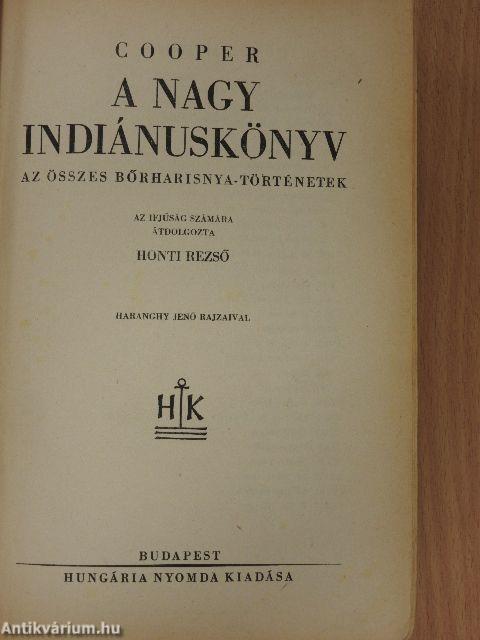 COOPER
A NAGY
INDIÁNUSKÖNYV
AZ ÖSSZES BŐRHARISNYA-TÖRTÉNETEK
AZ IFJÚSÁG SZÁMÁRA
ÁTDOLGOZTA
HONTI REZSŐ
HARANGHY JENŐ RAJZAIVAL
H K
BUDAPEST
HUNGÁRIA NYOMDA KIADÁSA
Antikvárium.hu